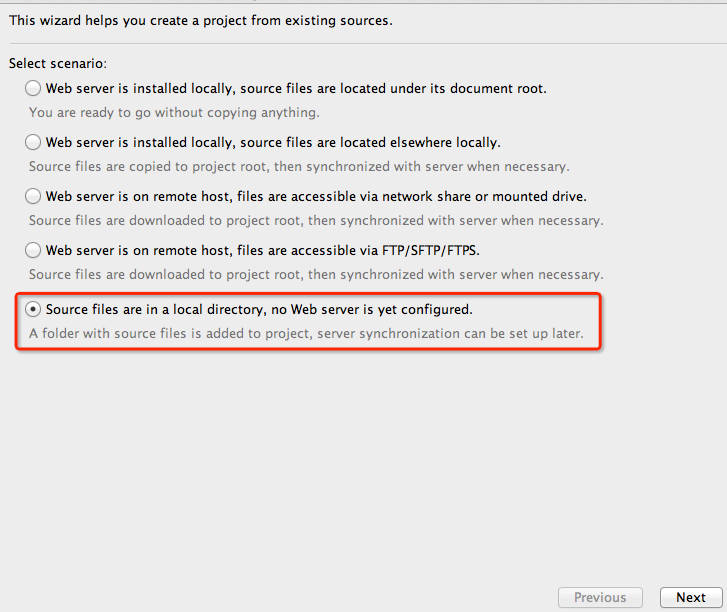 This wizard helps you create a project from existing sources.
Select scenario:
Web server is installed locally, source files are located under its document root.
You are ready to go without copying anything.
Web server is installed locally, source files are located elsewhere locally.
Source files are copied to project root, then synchronized with server when necessary.
Web server is on remote host, files are accessible via network share or mounted drive.
Source files are downloaded to project root, then synchronized with server when necessary.
Web server is on remote host, files are accessible via FTP/SFTP/FTPS.
Source files are downloaded to project root, then synchronized with server when necessary.
Source files are in a local directory, no Web server is yet configured.
A folder with source files is added to project, server synchronization can be set up later.
Previous Next